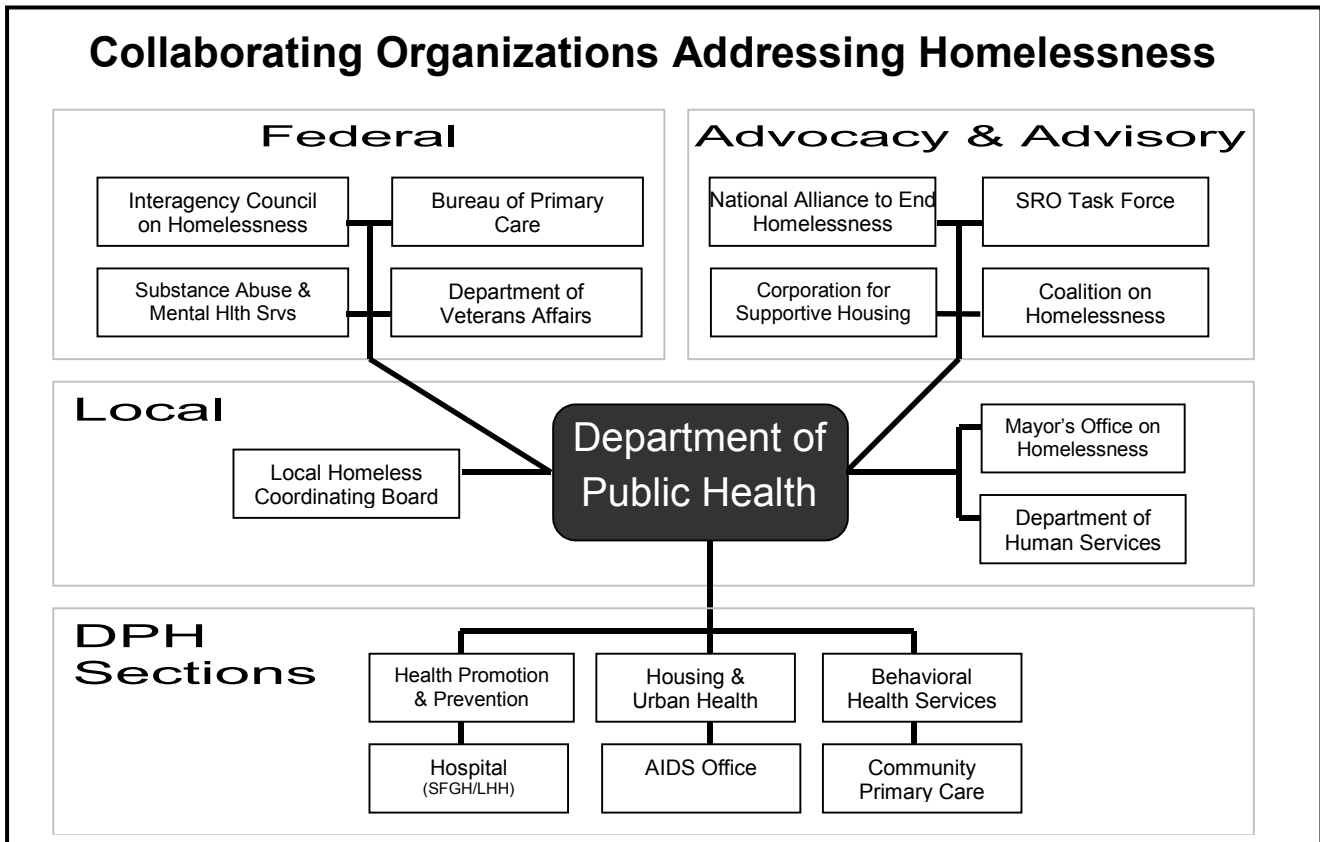 Collaborating Organizations Addressing Homelessness
Federal
Interagency Council
on Homelessness
Bureau of Primary
Care
Substance Abuse &
Mental Hlth Srvs
Department of
Veterans Affairs
Advocacy & Advisory
National Alliance to End
Homelessness
SRO Task Force
Corporation for
Supportive Housing
Coalition on
Homelessness
Local
Local Homeless
Coordinating Board
Department of
Public Health
Mayor's Office on
Homelessness
Department of
Human Services
DPH
Sections
Health Promotion
& Prevention
Housing &
Urban Health
Behavioral
Health Services
Hospital
(SFGH/LHH)
AIDS Office
Community
Primary Care